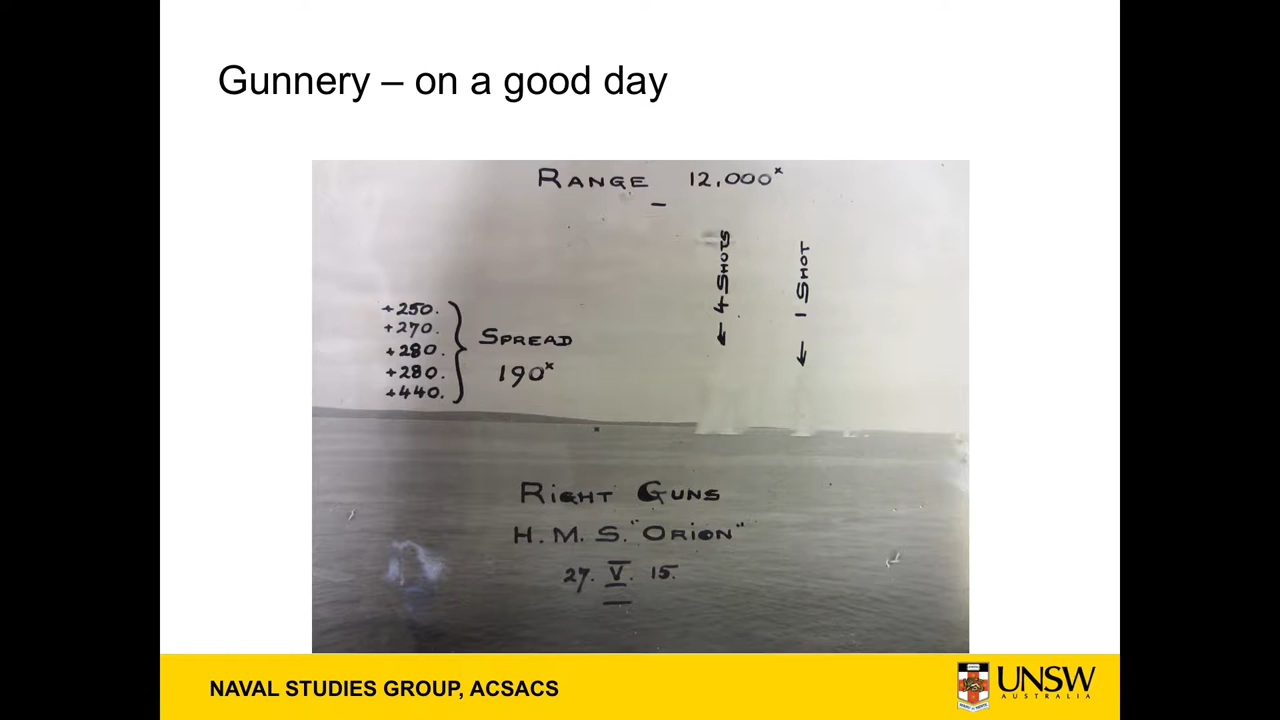 Gunnery – on a good day
RANGE 12,000ˣ
← 4 SHOTS
← 1 SHOT
+250.
+270.
+280.
+280.
+440.
SPREAD
190ˣ
RIGHT GUNS
H.M.S. "ORION"
27. V. 15.
NAVAL STUDIES GROUP, ACSACS
UNSW
AUSTRALIA